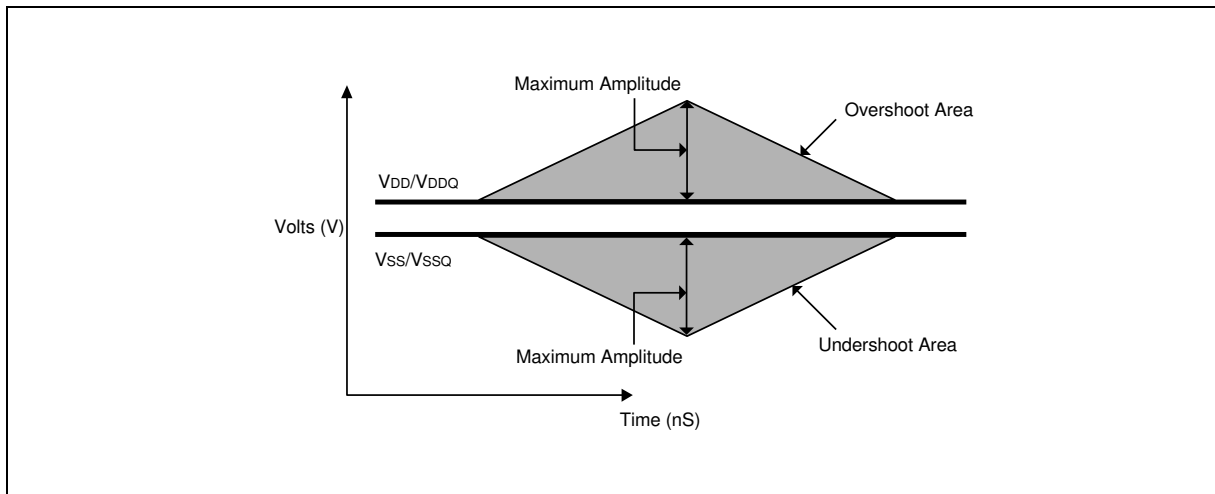 Maximum Amplitude
Overshoot Area
VDD/VDDQ
Volts (V)
VSS/VSSQ
Maximum Amplitude
Undershoot Area
Time (nS)